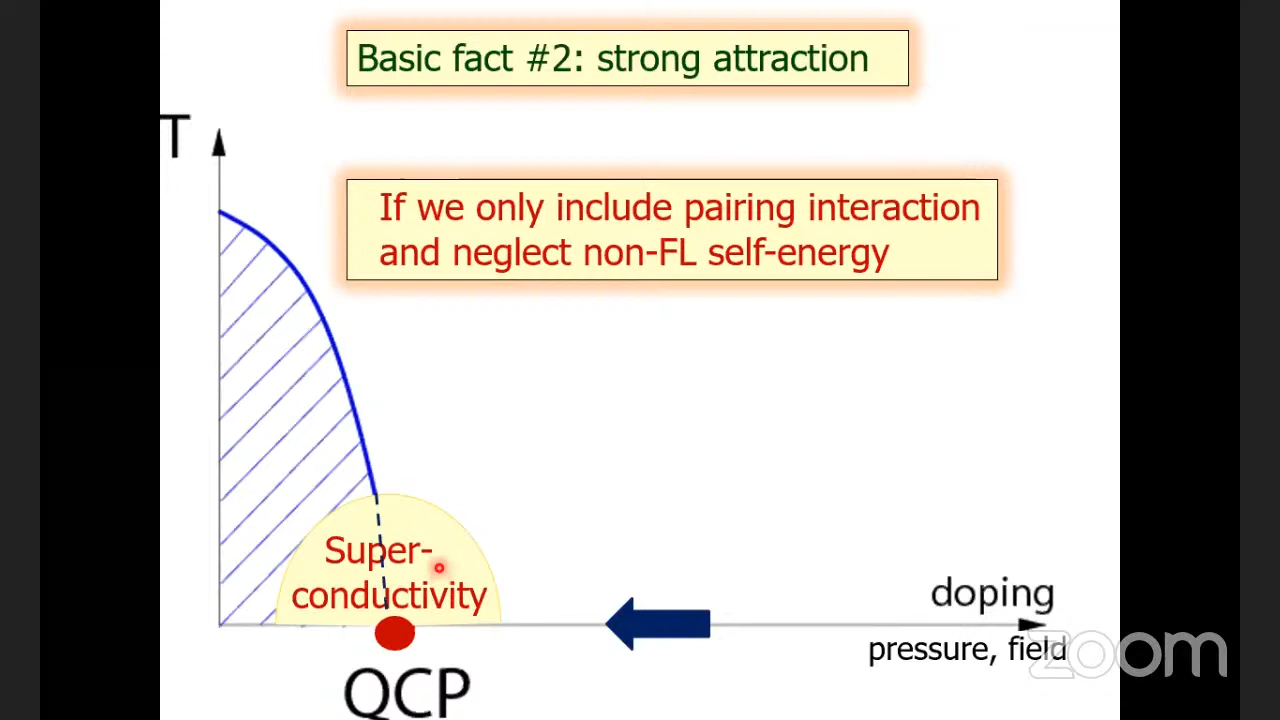 Basic fact #2: strong attraction
T
If we only include pairing interaction
and neglect non-FL self-energy
Super-
conductivity
doping
pressure, field
zoom
QCP